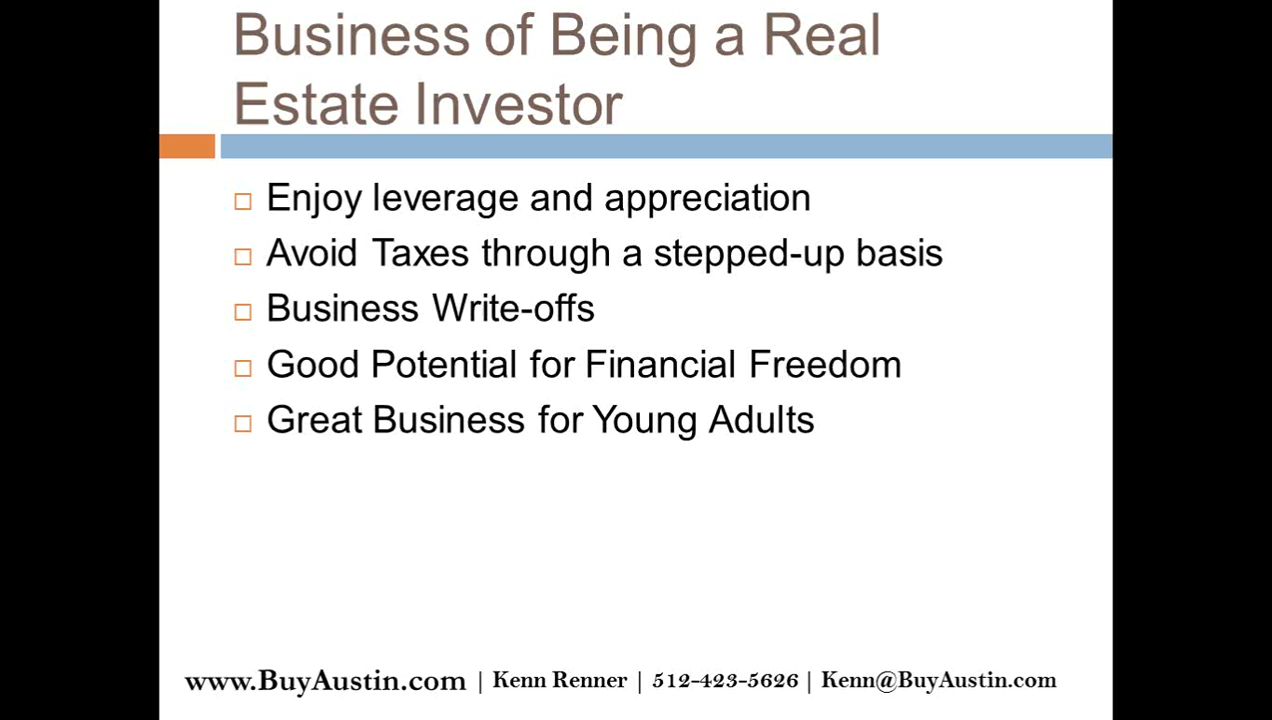 Business of Being a Real
Estate Investor
Enjoy leverage and appreciation
Avoid Taxes through a stepped-up basis
Business Write-offs
Good Potential for Financial Freedom
Great Business for Young Adults
www.BuyAustin.com | Kenn Renner | 512-423-5626 | Kenn@BuyAustin.com